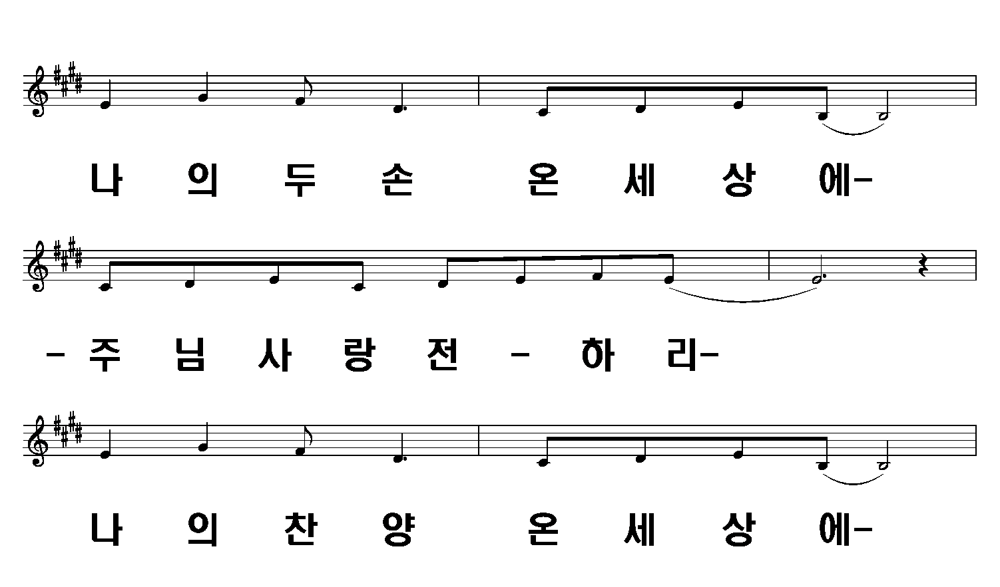 나 의 두 손 온 세 상 에-
- 주 님 사 랑 전 - 하 리-
나 의 찬 양 온 세 상 에-